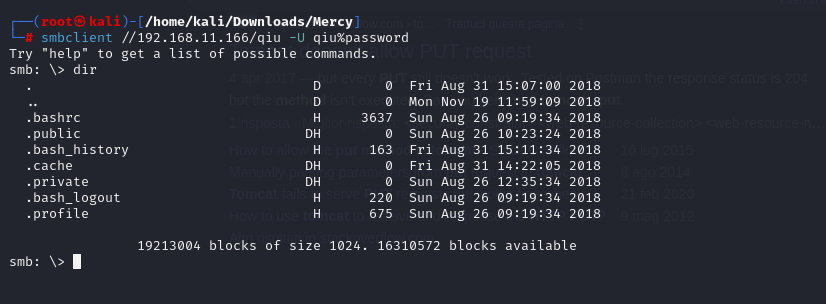 ┌──(root㉿kali)-[/home/kali/Downloads/Mercy]
└─# smbclient //192.168.11.166/qiu -U qiu%password
Try "help" to get a list of possible commands.
smb: \> dir
  .                                   D        0  Fri Aug 31 15:07:00 2018
  ..                                  D        0  Mon Nov 19 11:59:09 2018
  .bashrc                             H     3637  Sun Aug 26 09:19:34 2018
  .public                            DH        0  Sun Aug 26 10:23:24 2018
  .bash_history                       H      163  Fri Aug 31 15:11:34 2018
  .cache                             DH        0  Fri Aug 31 14:22:05 2018
  .private                           DH        0  Sun Aug 26 12:35:34 2018
  .bash_logout                        H      220  Sun Aug 26 09:19:34 2018
  .profile                            H      675  Sun Aug 26 09:19:34 2018
                19213004 blocks of size 1024. 16310572 blocks available
smb: \>